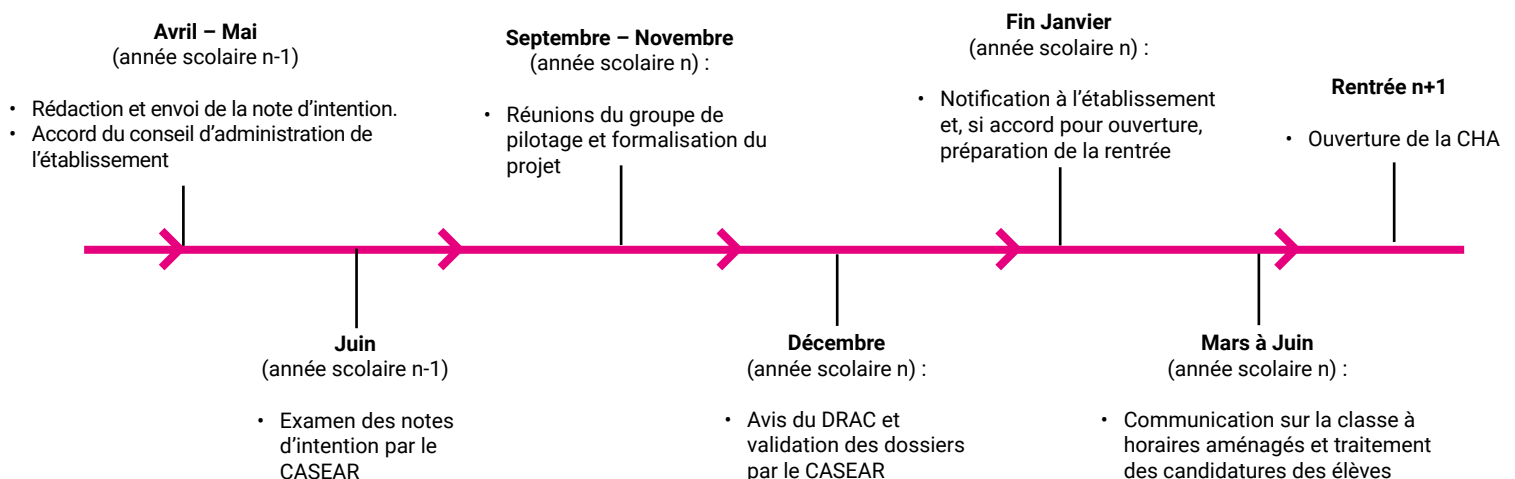 Avril – Mai
(année scolaire n-1)
• Rédaction et envoi de la note d’intention.
• Accord du conseil d’administration de
l’établissement
Juin
(année scolaire n-1)
• Examen des notes
d’intention par le
CASEAR
Septembre – Novembre
(année scolaire n) :
• Réunions du groupe de
pilotage et formalisation du
projet
Décembre
(année scolaire n) :
• Avis du DRAC et
validation des dossiers
par le CASEAR
Fin Janvier
(année scolaire n) :
• Notification à l’établissement
et, si accord pour ouverture,
préparation de la rentrée
Mars à Juin
(année scolaire n) :
• Communication sur la classe à
horaires aménagés et traitement
des candidatures des élèves
Rentrée n+1
• Ouverture de la CHA